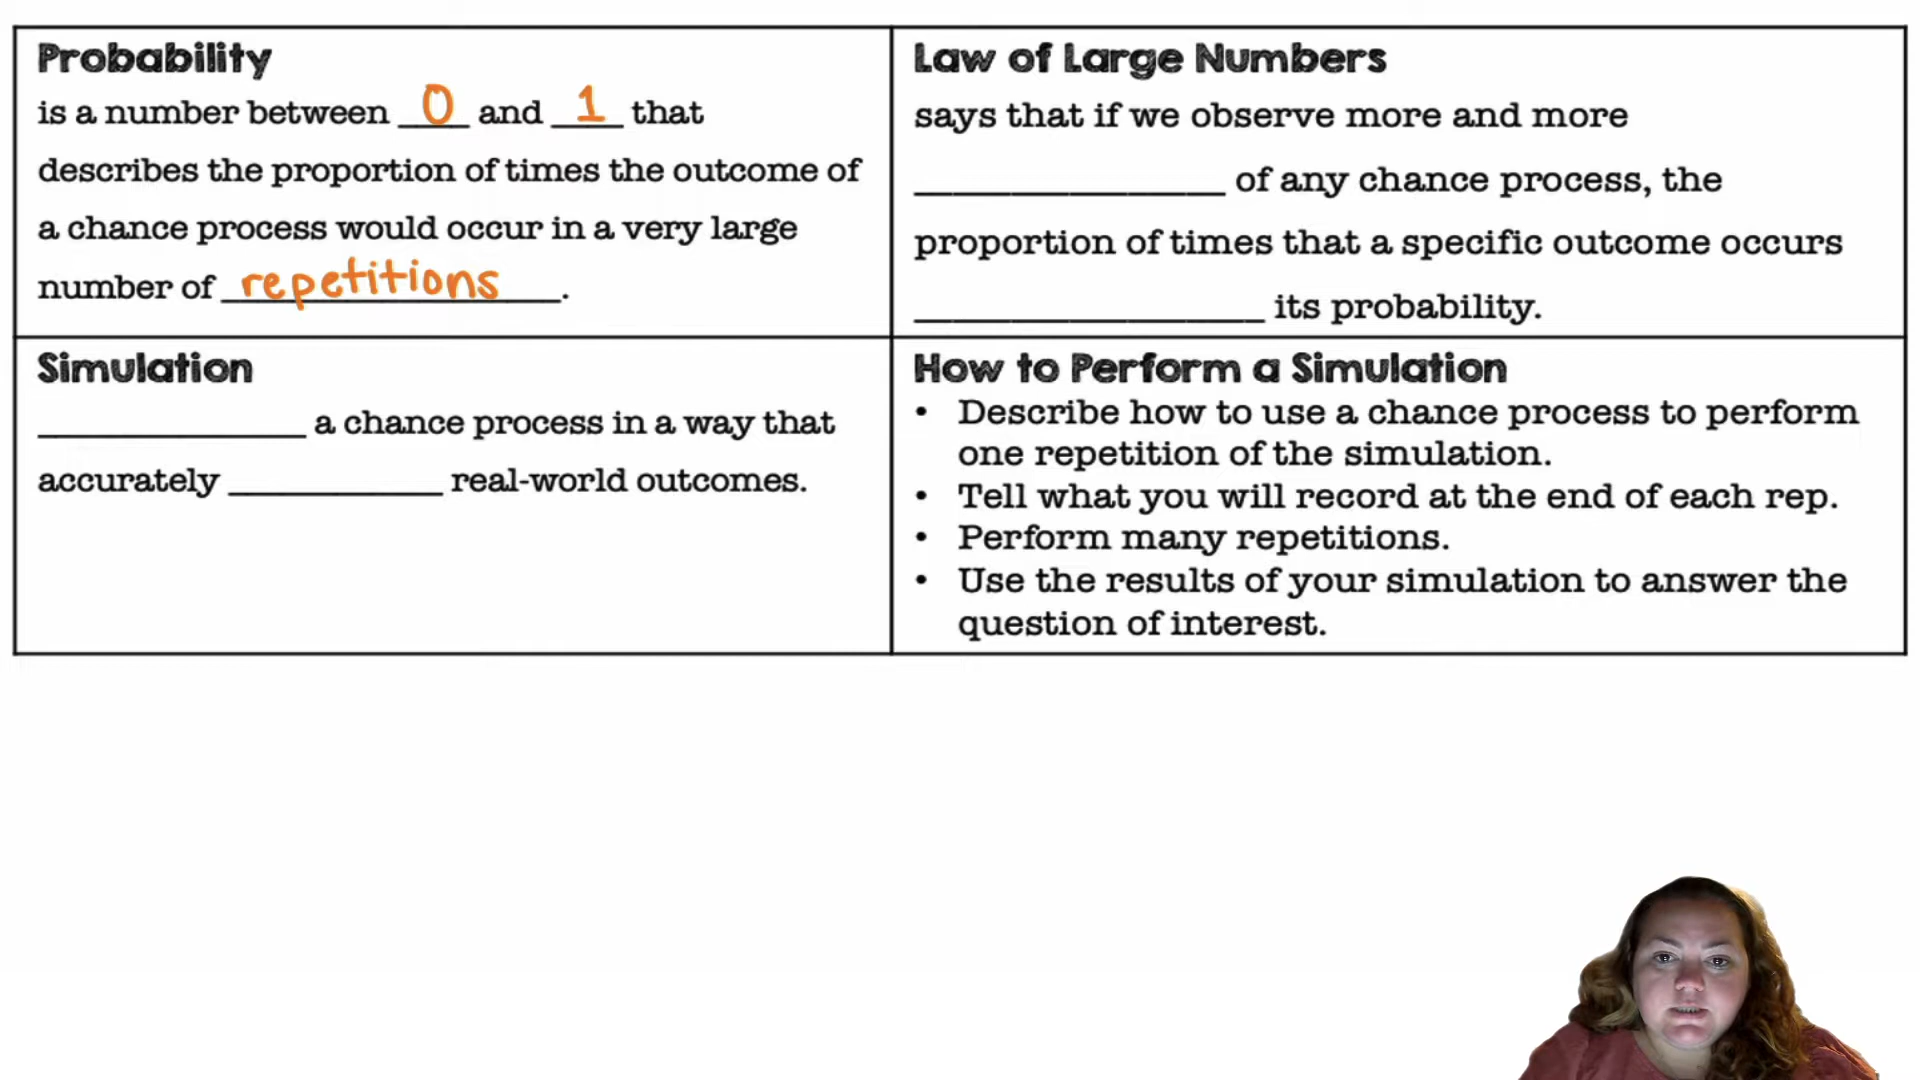 Probability
is a number between 0 and 1 that
describes the proportion of times the outcome of
a chance process would occur in a very large
number of repetitions.
Law of Large Numbers
says that if we observe more and more
________________ of any chance process, the
proportion of times that a specific outcome occurs
__________________ its probability.
Simulation
_______________ a chance process in a way that
accurately ____________ real-world outcomes.
How to Perform a Simulation
• Describe how to use a chance process to perform
one repetition of the simulation.
• Tell what you will record at the end of each rep.
• Perform many repetitions.
• Use the results of your simulation to answer the
question of interest.